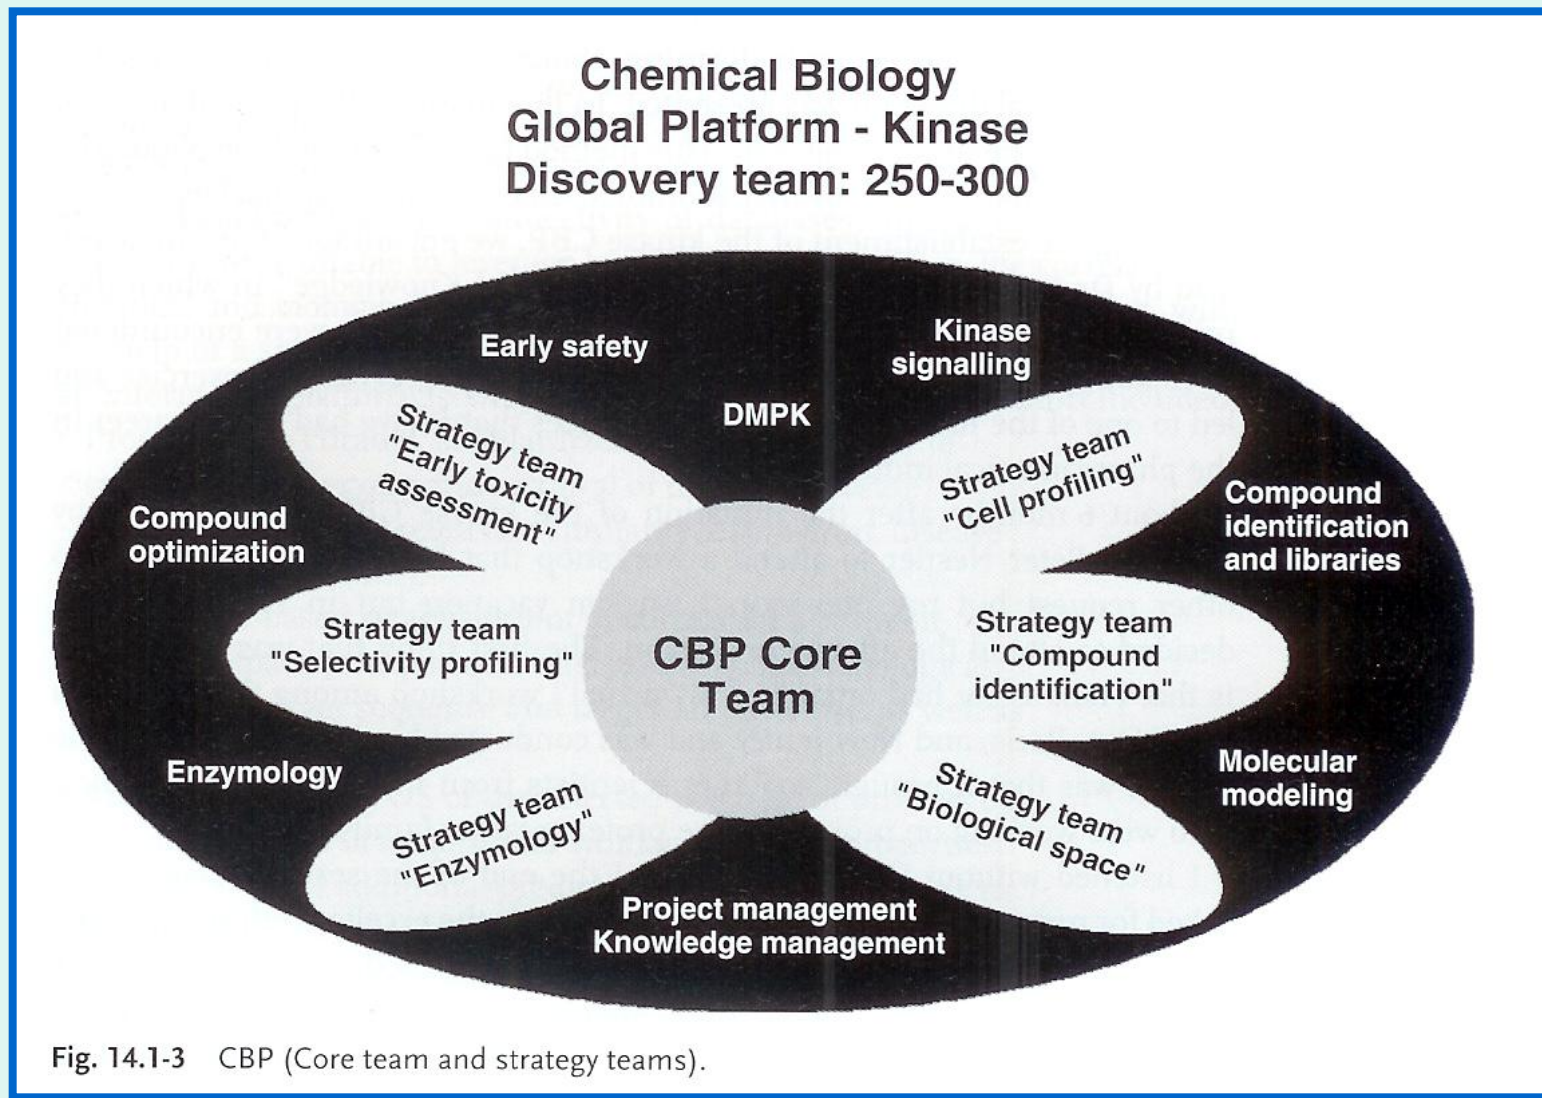 Chemical Biology
Global Platform - Kinase
Discovery team: 250-300
Early safety
Kinase
signalling
DMPK
Strategy team
"Early toxicity
assessment"
Strategy team
"Cell profiling"
Compound
optimization
Compound
identification
and libraries
Strategy team
"Selectivity profiling"
CBP Core
Team
Strategy team
"Compound
identification"
Enzymology
Molecular
modeling
Strategy team
"Enzymology"
Strategy team
"Biological space"
Project management
Knowledge management
Fig. 14.1-3 CBP (Core team and strategy teams).